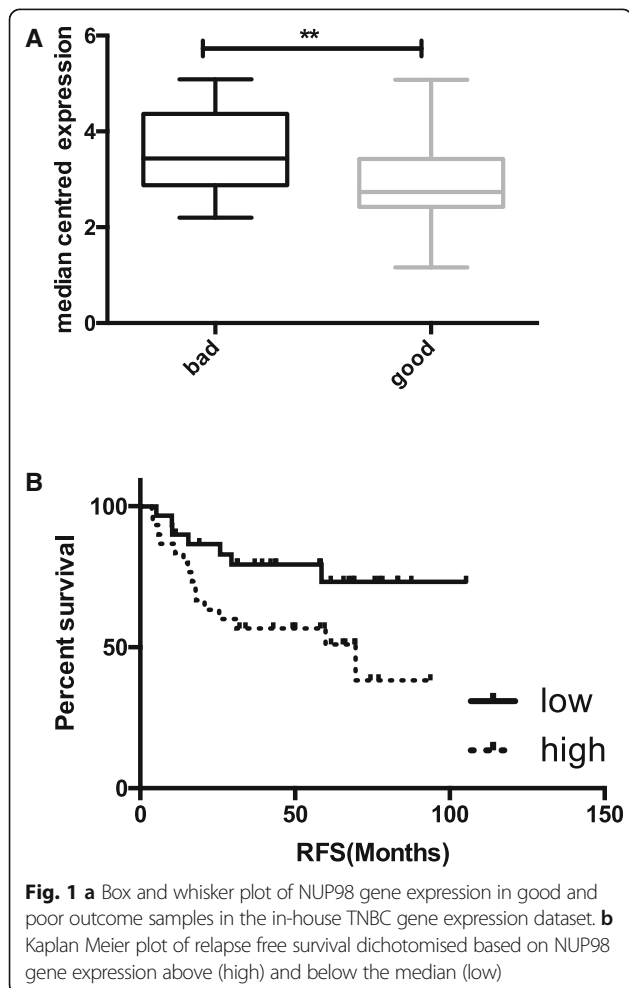 A
**
6
4
2
0
median centred expression
bad
good
B
100
50
0
Percent survival
low
high
0
50
100
150
RFS(Months)
Fig. 1 a Box and whisker plot of NUP98 gene expression in good and
poor outcome samples in the in-house TNBC gene expression dataset. b
Kaplan Meier plot of relapse free survival dichotomised based on NUP98
gene expression above (high) and below the median (low)